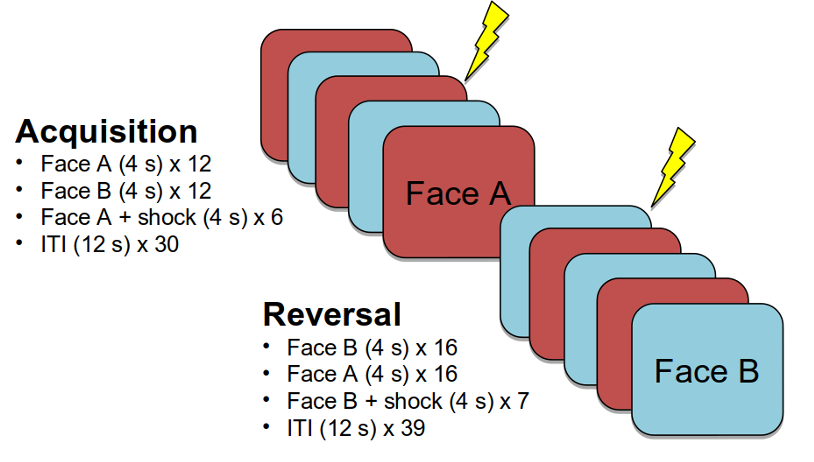 Acquisition
• Face A (4 s) x 12
• Face B (4 s) x 12
• Face A + shock (4 s) x 6
• ITI (12 s) x 30
Face A
Reversal
• Face B (4 s) x 16
• Face A (4 s) x 16
• Face B + shock (4 s) x 7
• ITI (12 s) x 39
Face B